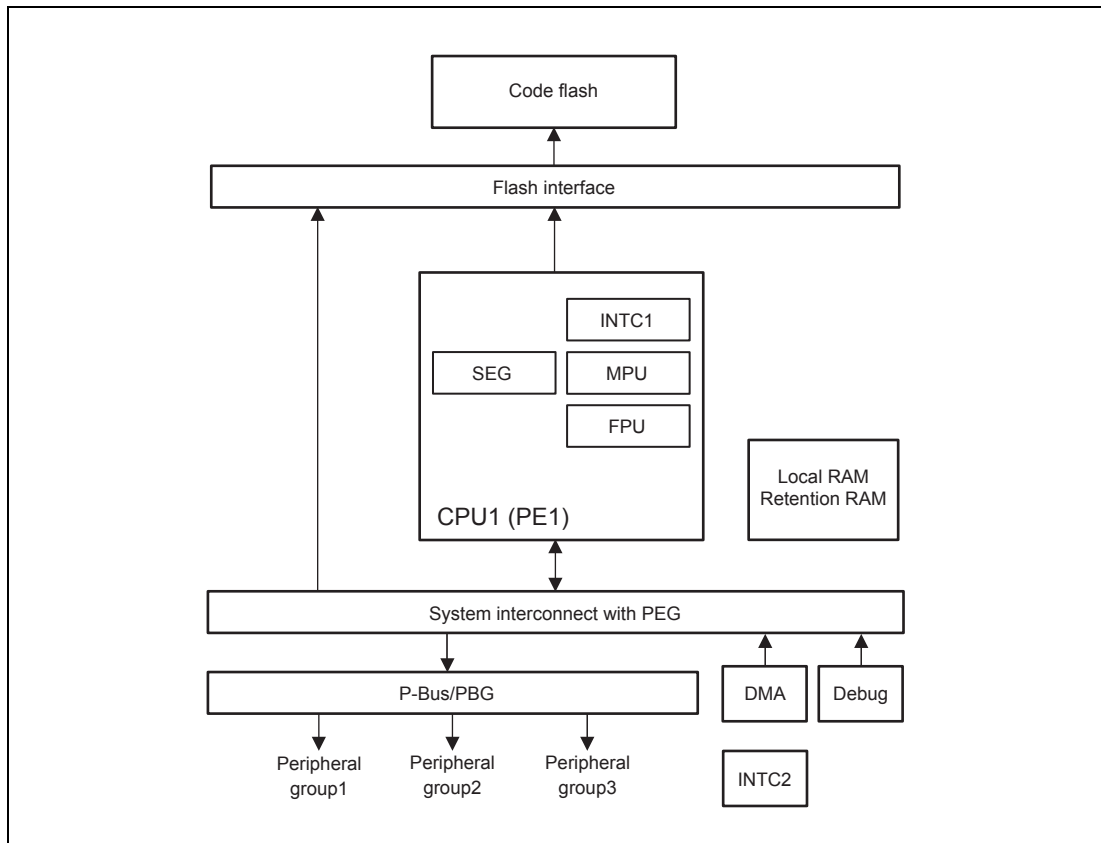 Code flash
Flash interface
INTC1
SEG
MPU
FPU
Local RAM
Retention RAM
CPU1 (PE1)
System interconnect with PEG
P-Bus/PBG
DMA
Debug
Peripheral
group1
Peripheral
group2
Peripheral
group3
INTC2